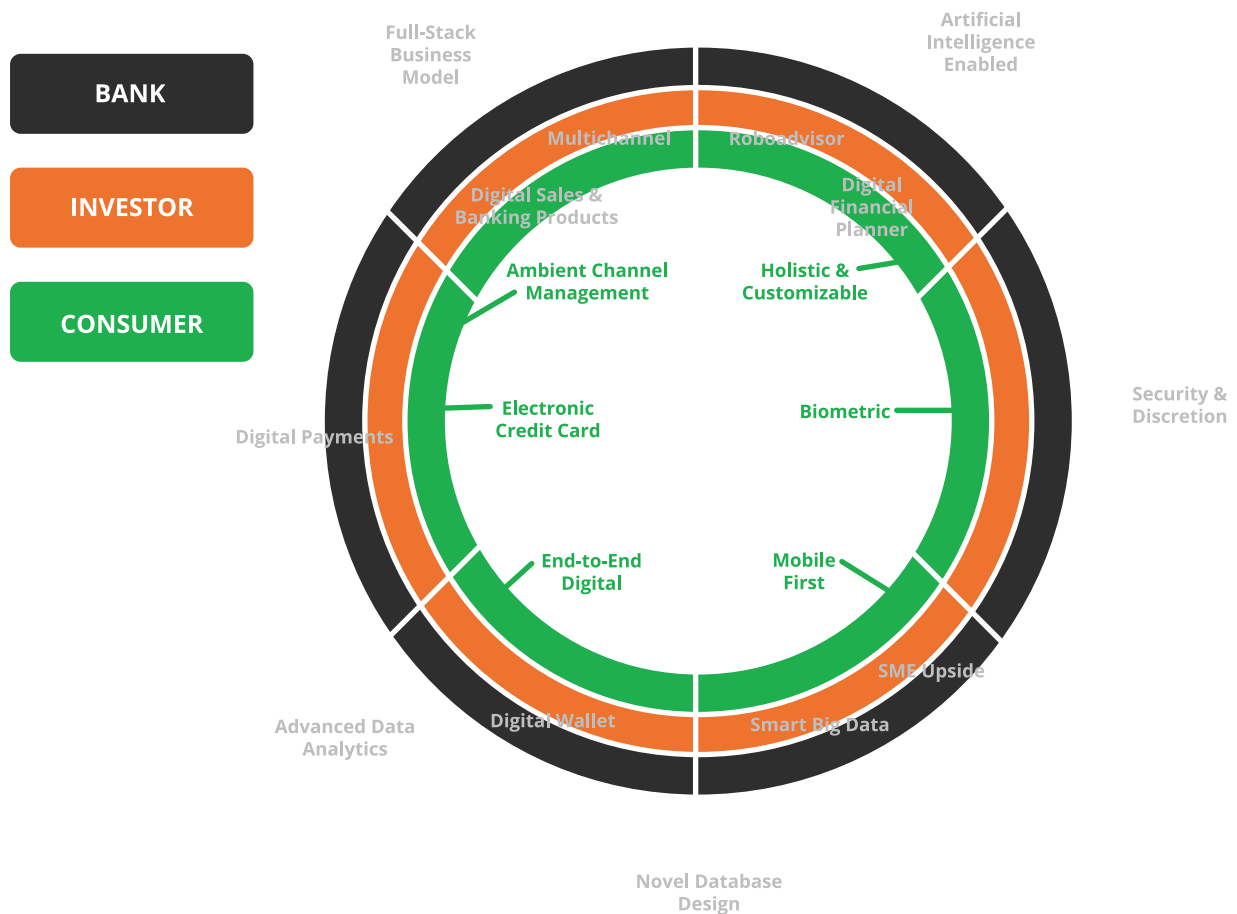 BANK
INVESTOR
CONSUMER
Full-Stack
Business
Model
Artificial
Intelligence
Enabled
Multichannel
Roboadvisor
Digital Sales &
Banking Products
Digital
Financial
Planner
Ambient Channel
Management
Holistic &
Customizable
Electronic
Credit Card
Biometric
Security &
Discretion
Digital Payments
End-to-End
Digital
Mobile
First
SME Upside
Digital Wallet
Smart Big Data
Advanced Data
Analytics
Novel Database
Design